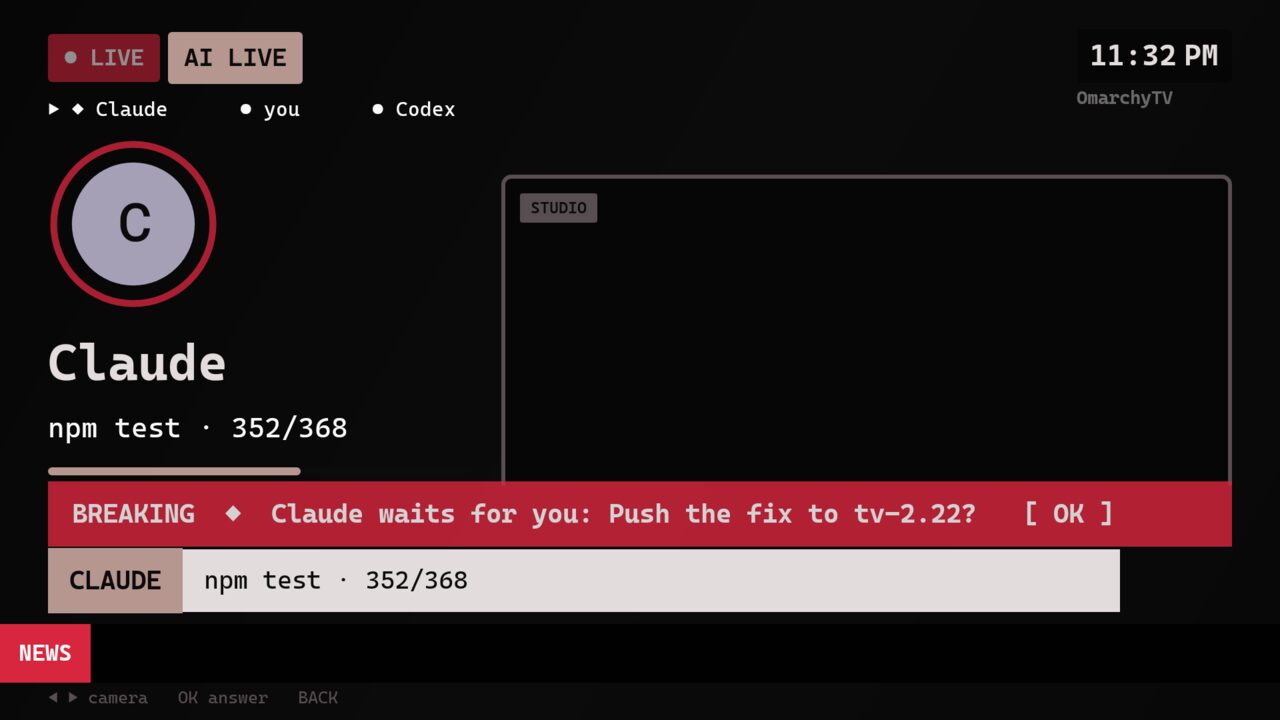 ● LIVE AI LIVE 11:32 PM
OmarchyTV
▶ ◆ Claude ● you ● Codex
C
STUDIO
Claude
npm test · 352/368
BREAKING ◆ Claude waits for you: Push the fix to tv-2.22? [ OK ]
CLAUDE npm test · 352/368
NEWS
◀ ▶ camera OK answer BACK